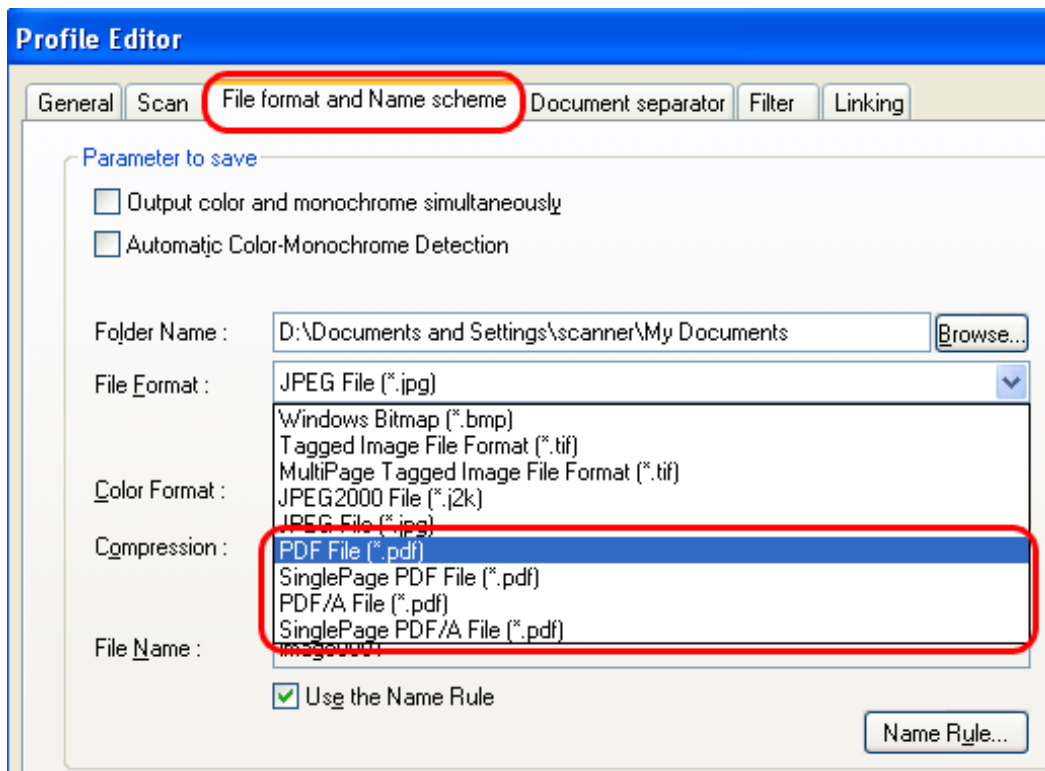 Profile Editor
General Scan File format and Name scheme Document separator Filter Linking
Parameter to save
Output color and monochrome simultaneously
Automatic Color-Monochrome Detection
Folder Name : D:\Documents and Settings\scanner\My Documents Browse...
File Format : JPEG File (*.jpg)
Windows Bitmap (*.bmp)
Tagged Image File Format (*.tif)
MultiPage Tagged Image File Format (*.tif)
Color Format : JPEG2000 File (*.j2k)
JPEG File (*.jpg)
Compression : PDF File (*.pdf)
SinglePage PDF File (*.pdf)
PDF/A File (*.pdf)
SinglePage PDF/A File (*.pdf)
File Name : image0001
Use the Name Rule
Name Rule...